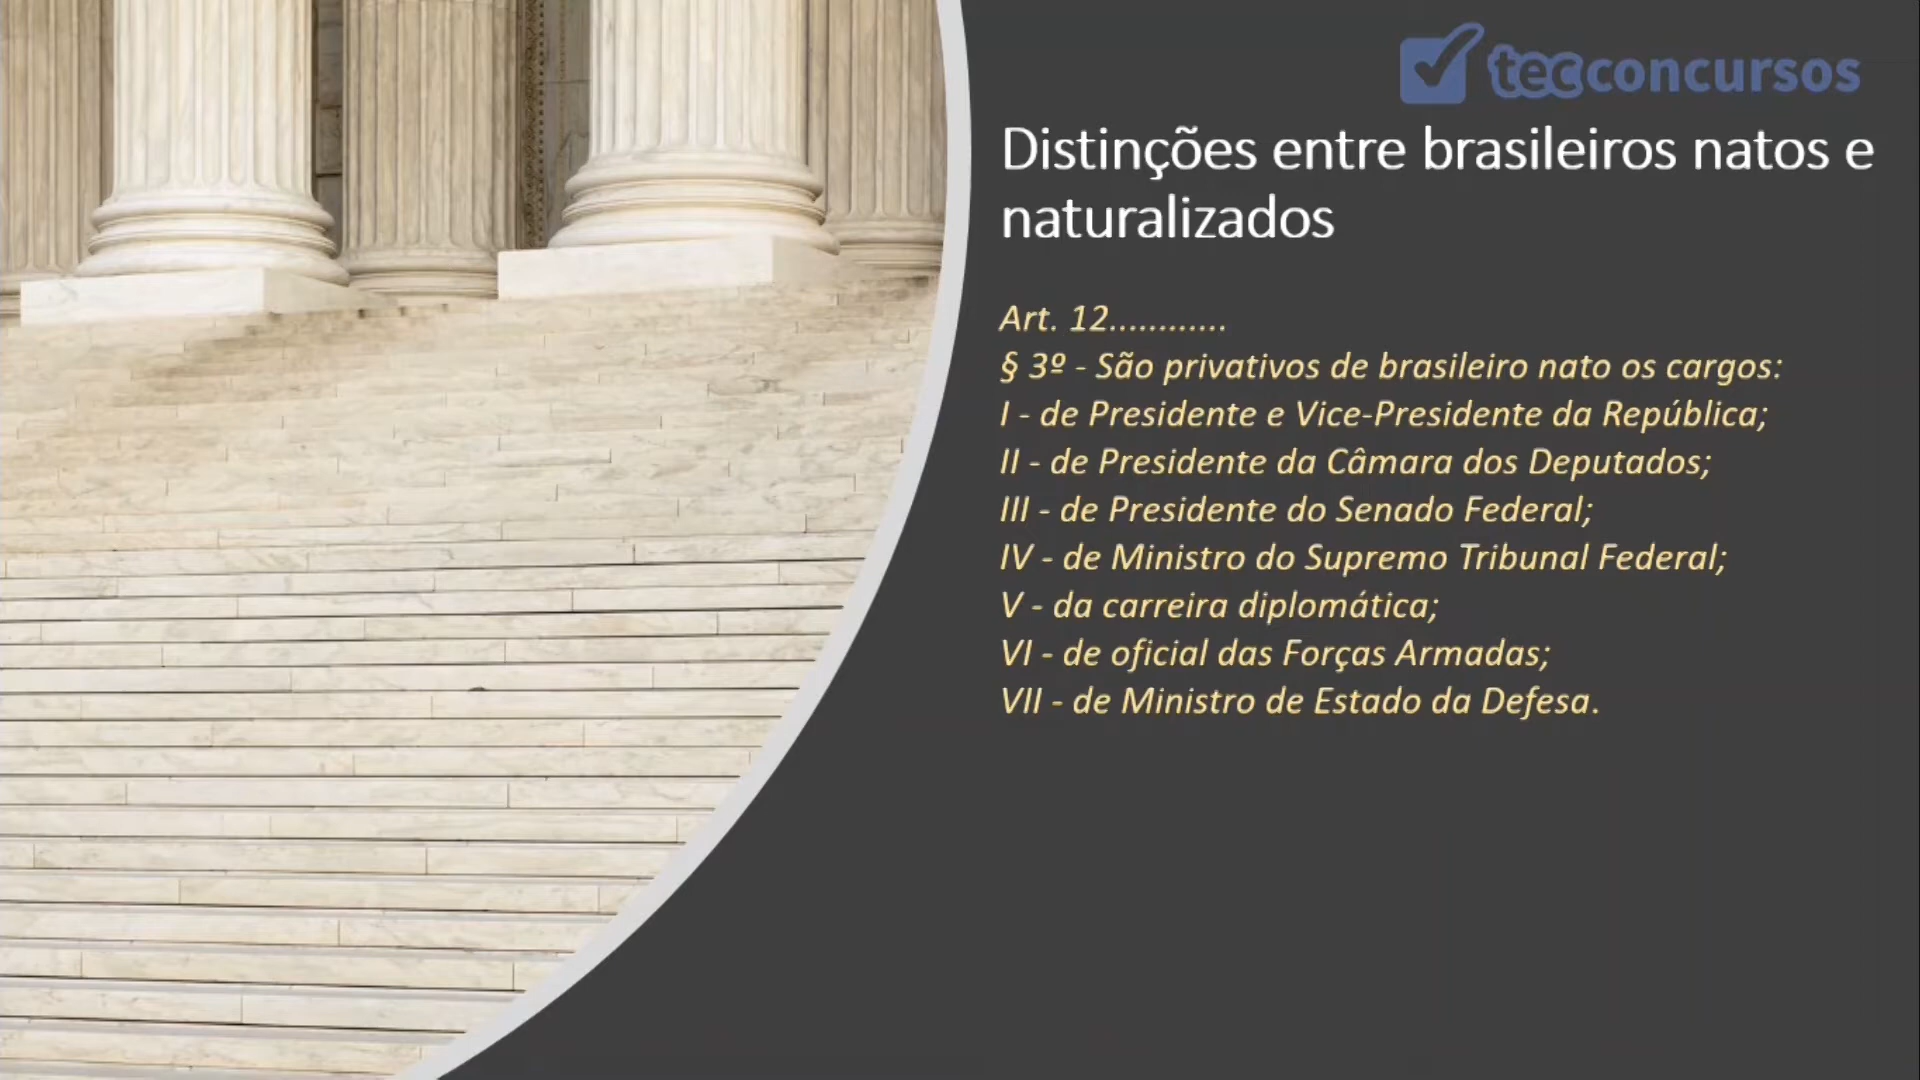 tecconcursos
Distinções entre brasileiros natos e
naturalizados
Art. 12............
§ 3º - São privativos de brasileiro nato os cargos:
I - de Presidente e Vice-Presidente da República;
II - de Presidente da Câmara dos Deputados;
III - de Presidente do Senado Federal;
IV - de Ministro do Supremo Tribunal Federal;
V - da carreira diplomática;
VI - de oficial das Forças Armadas;
VII - de Ministro de Estado da Defesa.